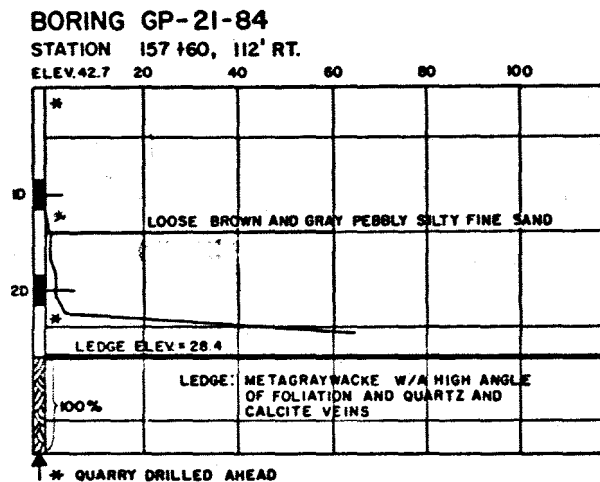 BORING GP-21-84
STATION 157+60, 112' RT.
ELEV. 42.7 20 40 60 80 100
*
1D
*
LOOSE BROWN AND GRAY PEBBLY SILTY FINE SAND
2D
*
LEDGE ELEV. = 28.4
LEDGE: METAGRAYWACKE W/A HIGH ANGLE
OF FOLIATION AND QUARTZ AND
CALCITE VEINS
100%
* QUARRY DRILLED AHEAD